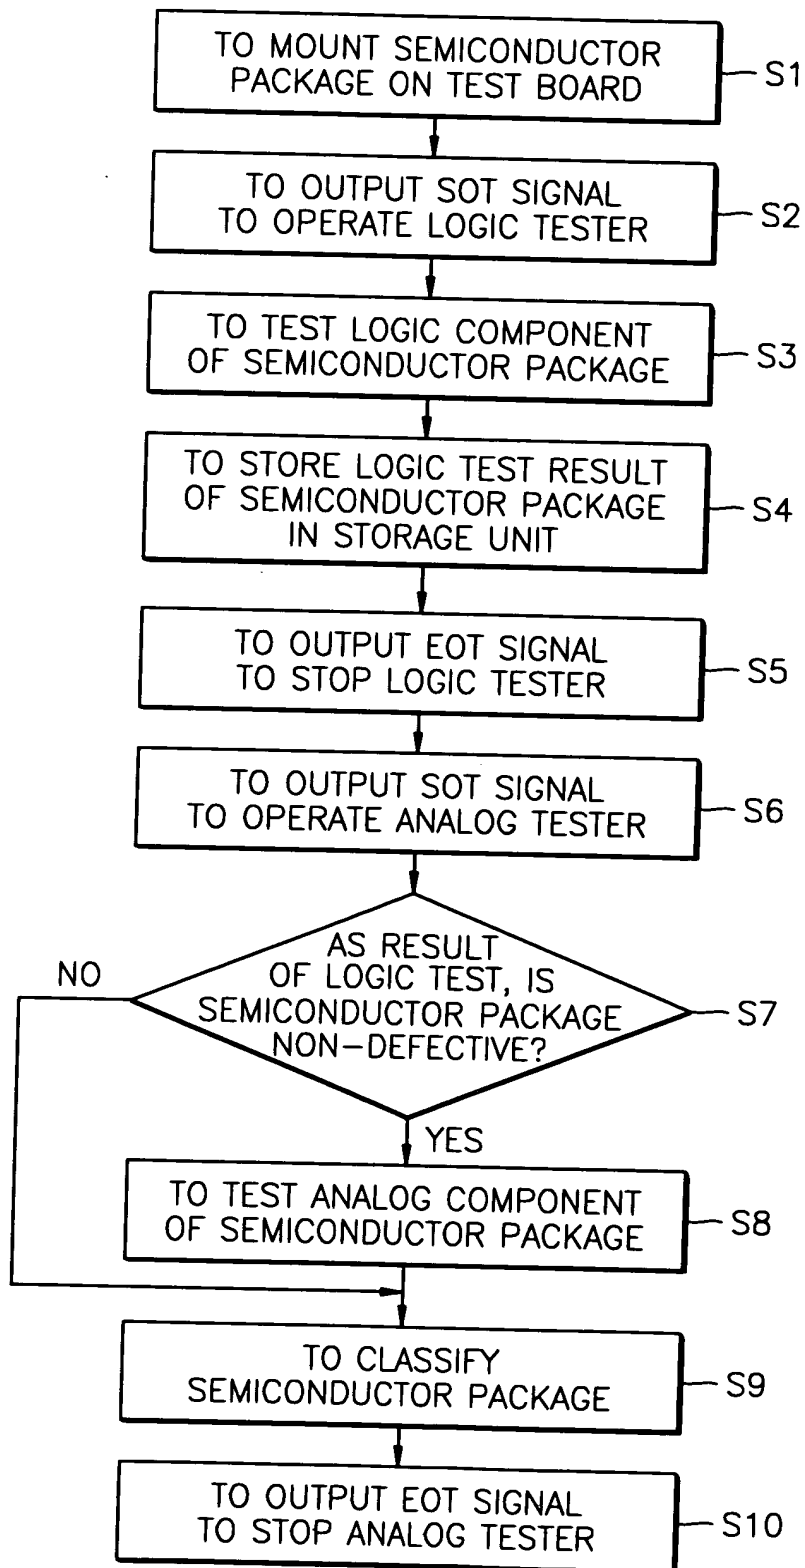 TO MOUNT SEMICONDUCTOR
PACKAGE ON TEST BOARD
S1
TO OUTPUT SOT SIGNAL
TO OPERATE LOGIC TESTER
S2
TO TEST LOGIC COMPONENT
OF SEMICONDUCTOR PACKAGE
S3
TO STORE LOGIC TEST RESULT
OF SEMICONDUCTOR PACKAGE
IN STORAGE UNIT
S4
TO OUTPUT EOT SIGNAL
TO STOP LOGIC TESTER
S5
TO OUTPUT SOT SIGNAL
TO OPERATE ANALOG TESTER
S6
AS RESULT
OF LOGIC TEST, IS
SEMICONDUCTOR PACKAGE
NON-DEFECTIVE?
S7
NO
YES
TO TEST ANALOG COMPONENT
OF SEMICONDUCTOR PACKAGE
S8
TO CLASSIFY
SEMICONDUCTOR PACKAGE
S9
TO OUTPUT EOT SIGNAL
TO STOP ANALOG TESTER
S10